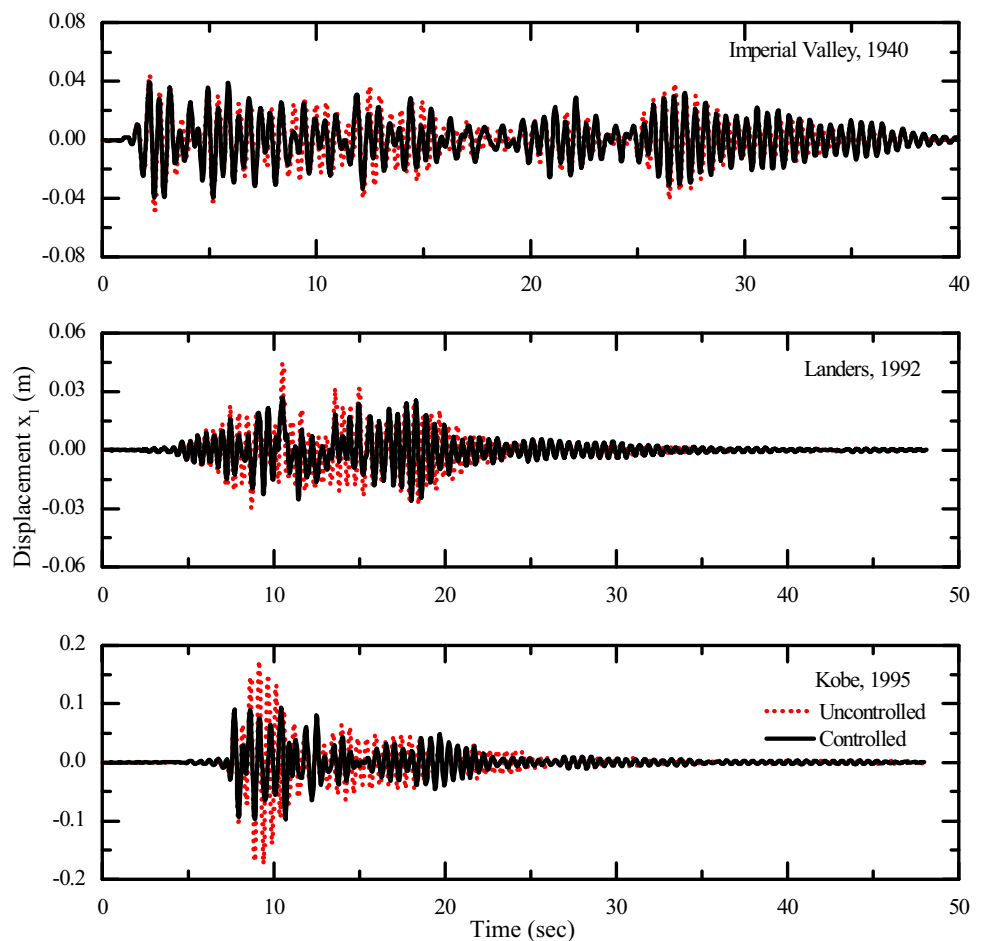 0.08
Imperial Valley, 1940
0.04
0.00
-0.04
-0.08
0 10 20 30 40
0.06
Landers, 1992
0.03
0.00
-0.03
-0.06
0 10 20 30 40 50
Displacement x1 (m)
0.2
Kobe, 1995
0.1
Uncontrolled
Controlled
0.0
-0.1
-0.2
0 10 20 30 40 50
Time (sec)